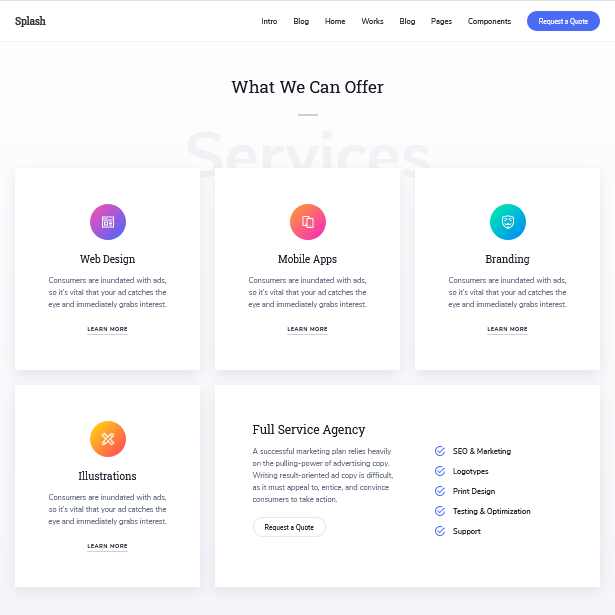 Splash
Intro Blog Home Works Blog Pages Components Request a Quote
What We Can Offer
Services
Web Design
Consumers are inundated with ads,
so it's vital that your ad catches the
eye and immediately grabs interest.
LEARN MORE
Mobile Apps
Consumers are inundated with ads,
so it's vital that your ad catches the
eye and immediately grabs interest.
LEARN MORE
Branding
Consumers are inundated with ads,
so it's vital that your ad catches the
eye and immediately grabs interest.
LEARN MORE
Illustrations
Consumers are inundated with ads,
so it's vital that your ad catches the
eye and immediately grabs interest.
LEARN MORE
Full Service Agency
A successful marketing plan relies heavily
on the pulling-power of advertising copy.
Writing result-oriented ad copy is difficult,
as it must appeal to, entice, and convince
consumers to take action.
Request a Quote
SEO & Marketing
Logotypes
Print Design
Testing & Optimization
Support